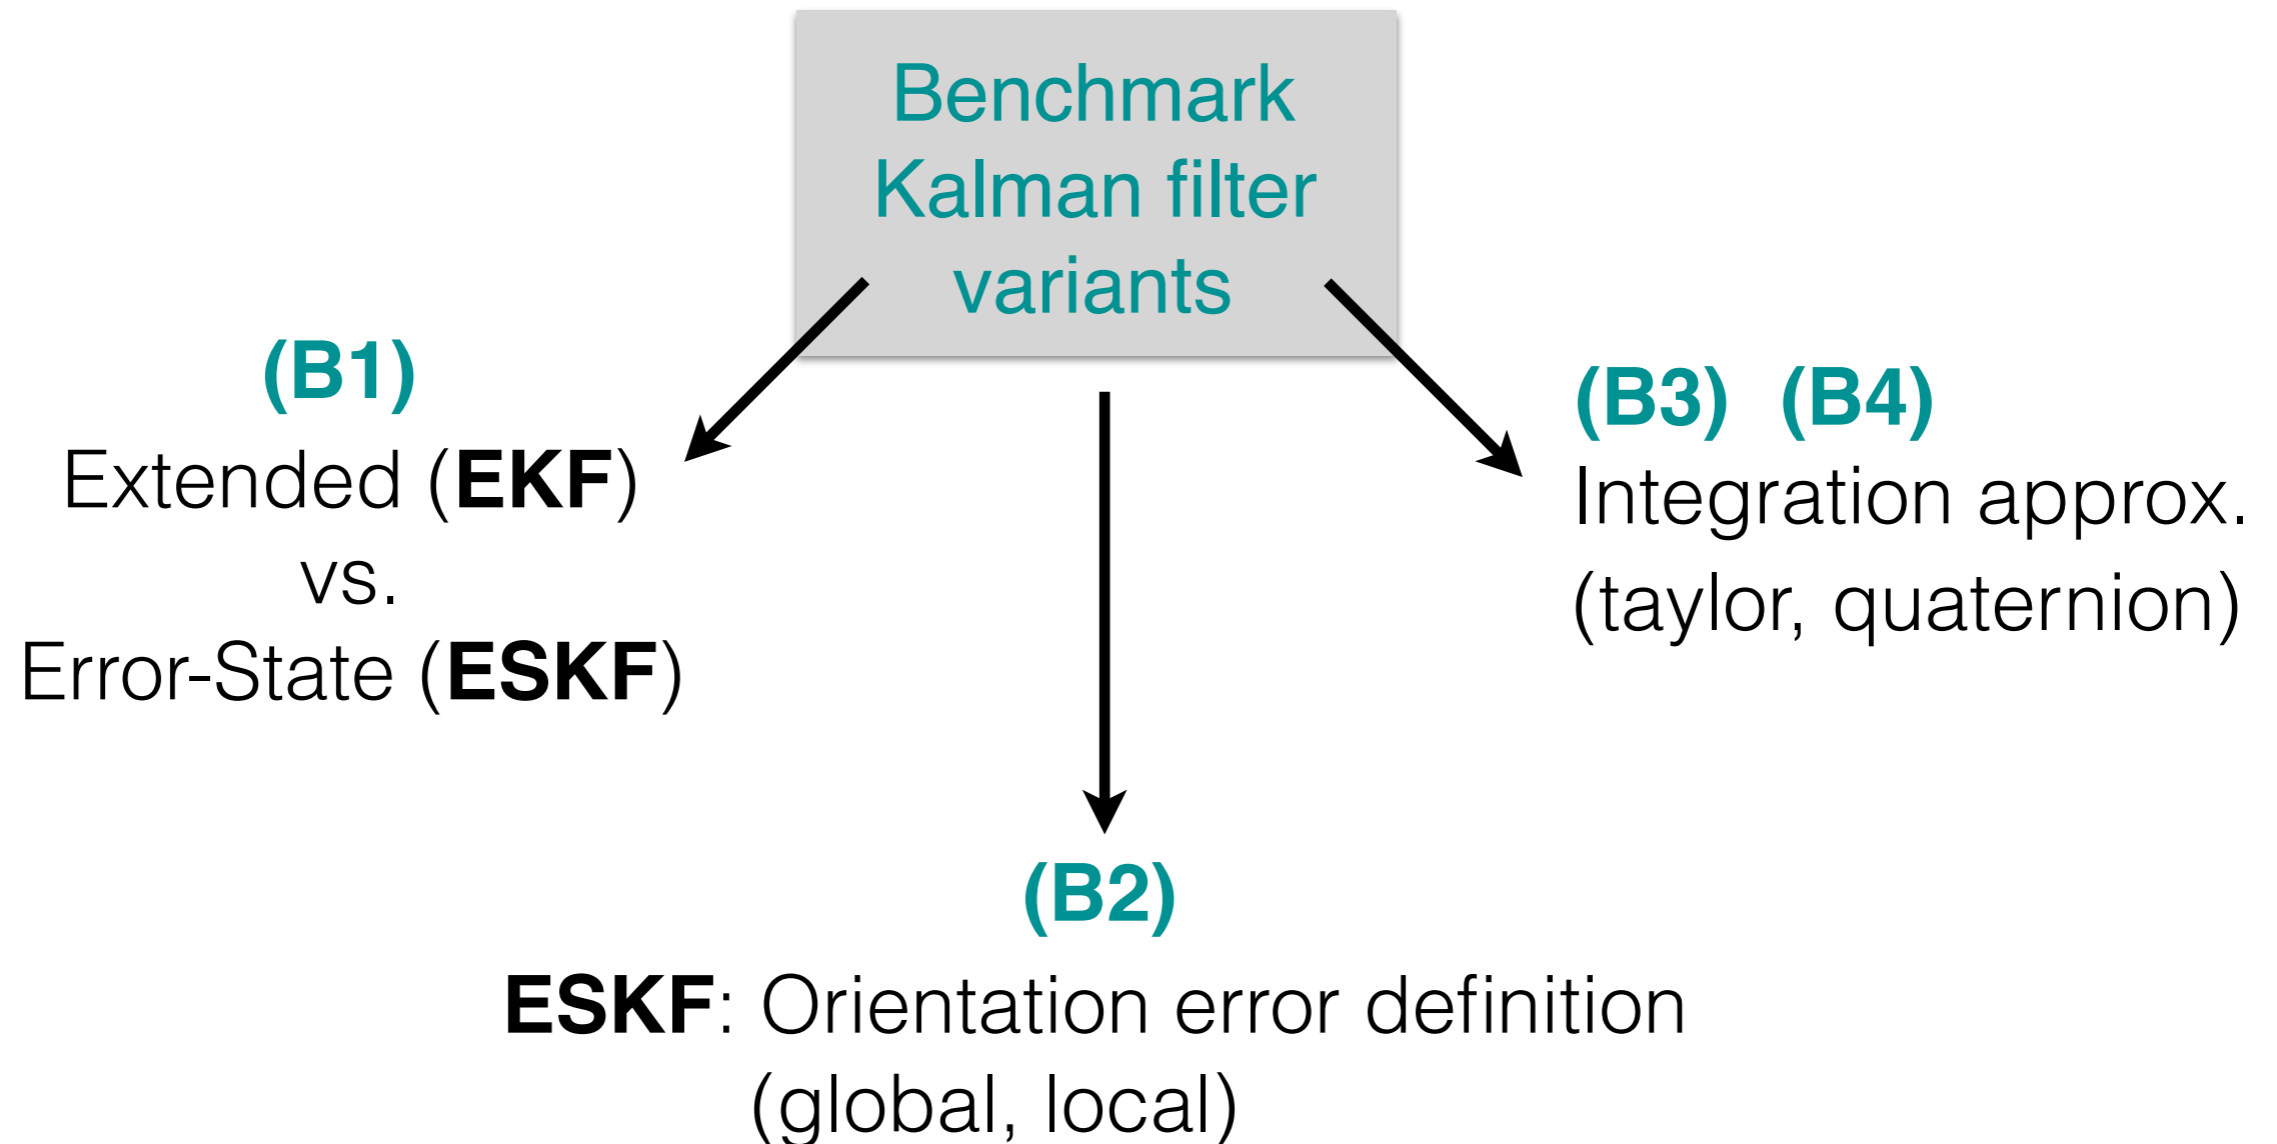 Benchmark
Kalman filter
variants
(B1)
Extended (EKF)
vs.
Error-State (ESKF)
(B3) (B4)
Integration approx.
(taylor, quaternion)
(B2)
ESKF: Orientation error definition
(global, local)